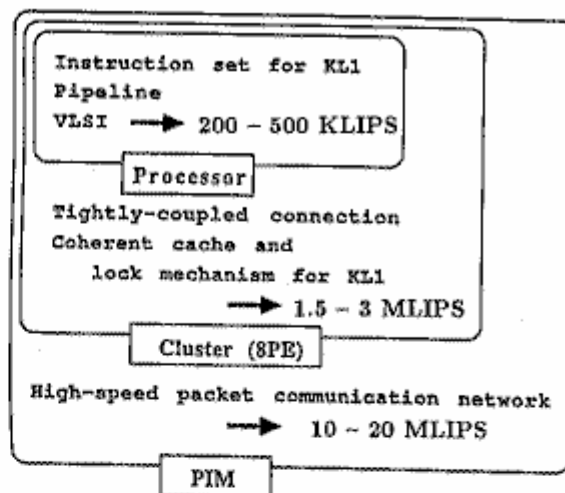 Instruction set for KL1
Pipeline
VLSI → 200 – 500 KLIPS
Processor
Tightly-coupled connection
Coherent cache and
lock mechanism for KL1
→ 1.5 – 3 MLIPS
Cluster (8PE)
High-speed packet communication network
→ 10 ~ 20 MLIPS
PIM